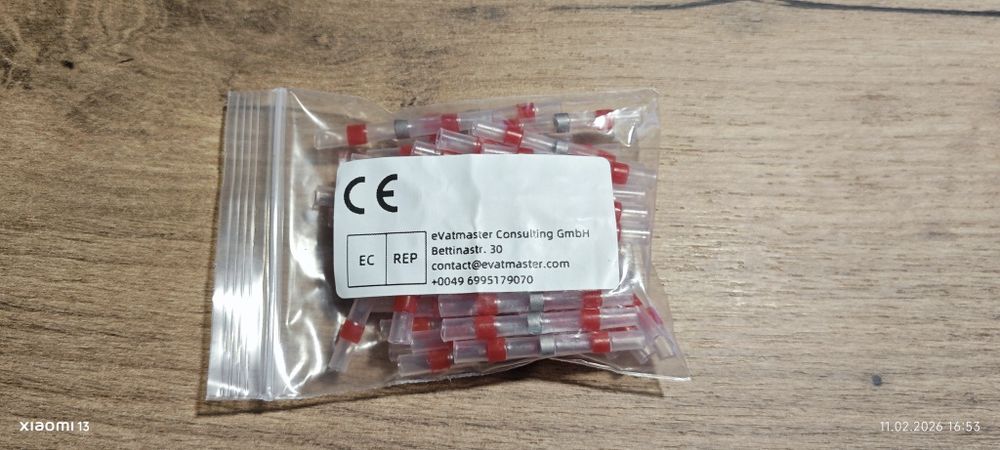 CE
EC REP
eVatmaster Consulting GmbH
Bettinastr. 30
contact@evatmaster.com
+0049 6995179070
XIAOMI 13
11.02.2026 16:53